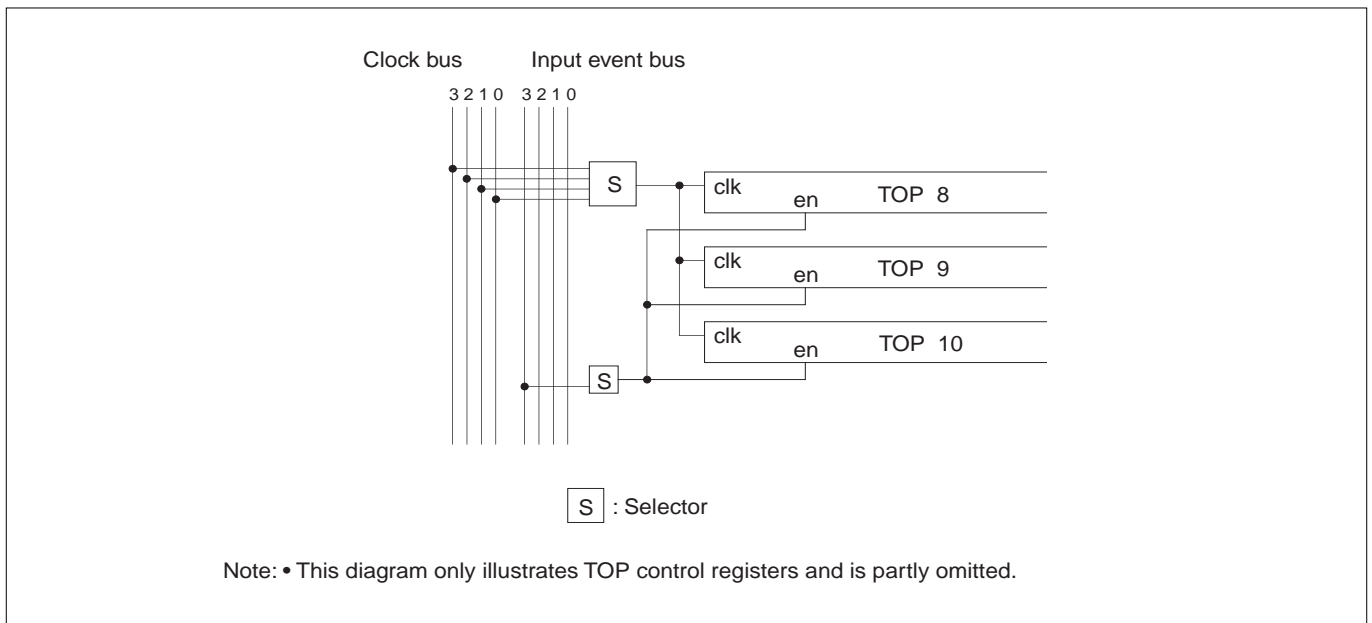 Clock bus Input event bus
3 2 1 0 3 2 1 0
S
clk
en
TOP 8
clk
en
TOP 9
clk
en
TOP 10
S
S : Selector
Note: • This diagram only illustrates TOP control registers and is partly omitted.